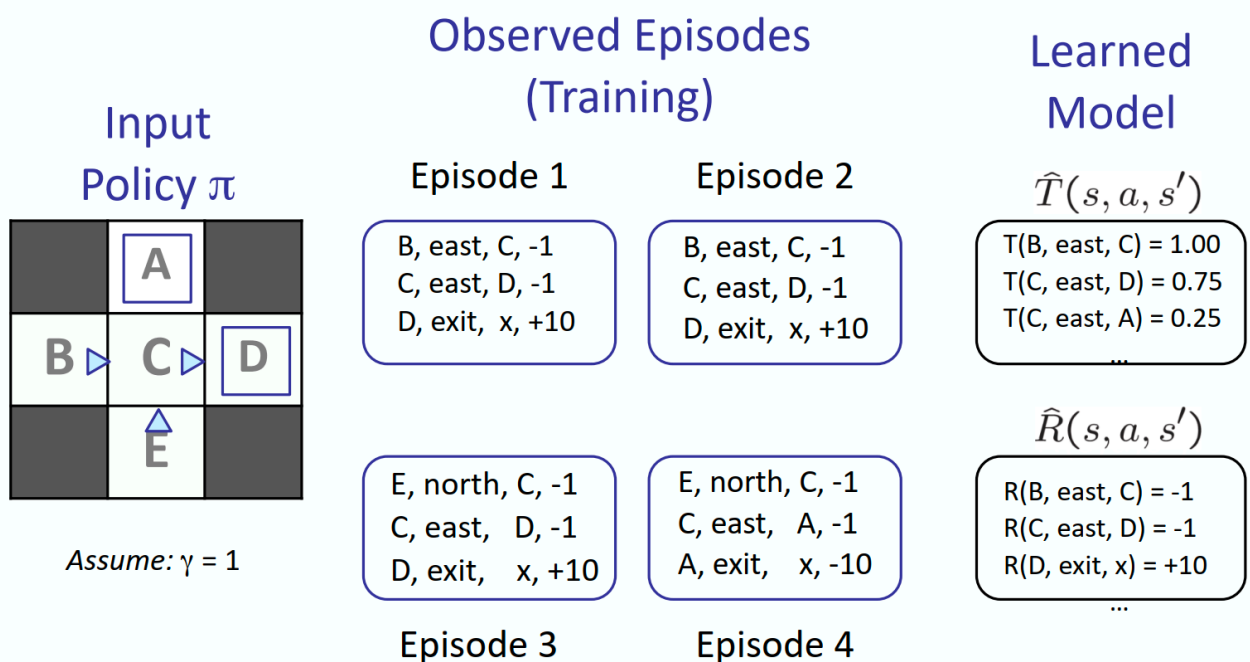 Input
Policy π
A
B
C
D
E
Assume: γ = 1
Observed Episodes
(Training)
Episode 1
B, east, C, -1
C, east, D, -1
D, exit, x, +10
Episode 2
B, east, C, -1
C, east, D, -1
D, exit, x, +10
E, north, C, -1
C, east, D, -1
D, exit, x, +10
Episode 3
E, north, C, -1
C, east, A, -1
A, exit, x, -10
Episode 4
Learned
Model
T̂(s, a, s′)
T(B, east, C) = 1.00
T(C, east, D) = 0.75
T(C, east, A) = 0.25
...
R̂(s, a, s′)
R(B, east, C) = -1
R(C, east, D) = -1
R(D, exit, x) = +10
...